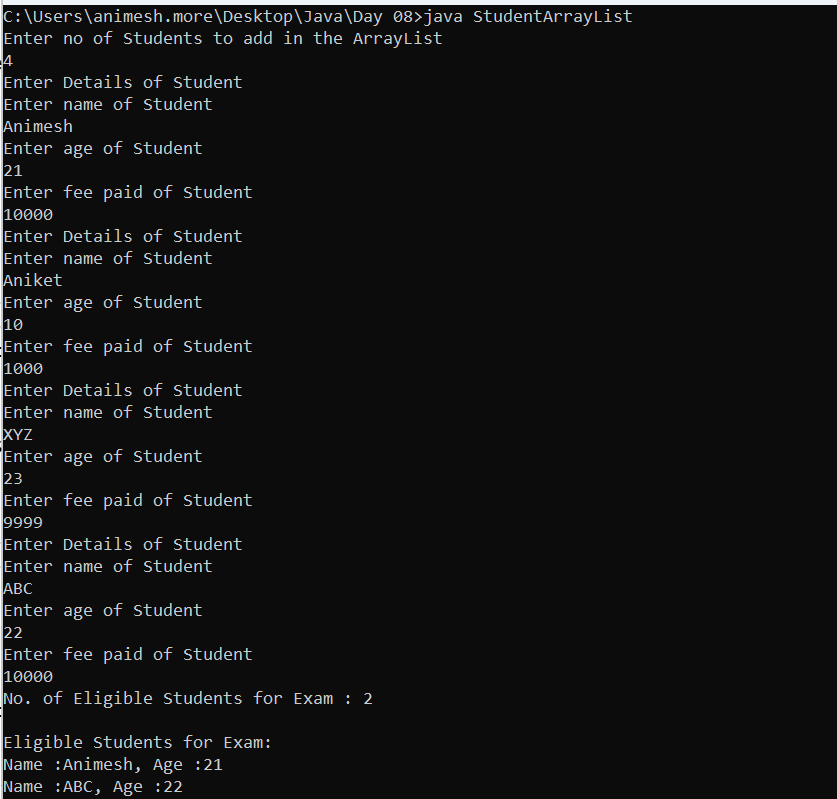 C:\Users\animesh.more\Desktop\Java\Day 08>java StudentArrayList
Enter no of Students to add in the ArrayList
4
Enter Details of Student
Enter name of Student
Animesh
Enter age of Student
21
Enter fee paid of Student
10000
Enter Details of Student
Enter name of Student
Aniket
Enter age of Student
10
Enter fee paid of Student
1000
Enter Details of Student
Enter name of Student
XYZ
Enter age of Student
23
Enter fee paid of Student
9999
Enter Details of Student
Enter name of Student
ABC
Enter age of Student
22
Enter fee paid of Student
10000
No. of Eligible Students for Exam : 2

Eligible Students for Exam:
Name :Animesh, Age :21
Name :ABC, Age :22